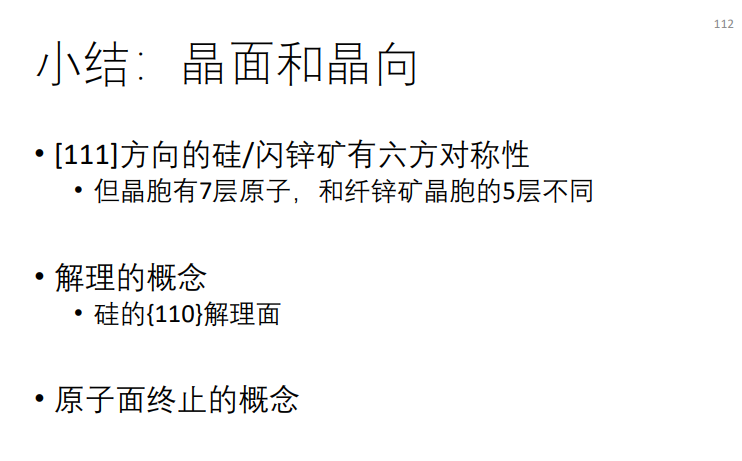 112
小结：晶面和晶向
• [111]方向的硅/闪锌矿有六方对称性
• 但晶胞有7层原子，和纤锌矿晶胞的5层不同
• 解理的概念
• 硅的{110}解理面
• 原子面终止的概念